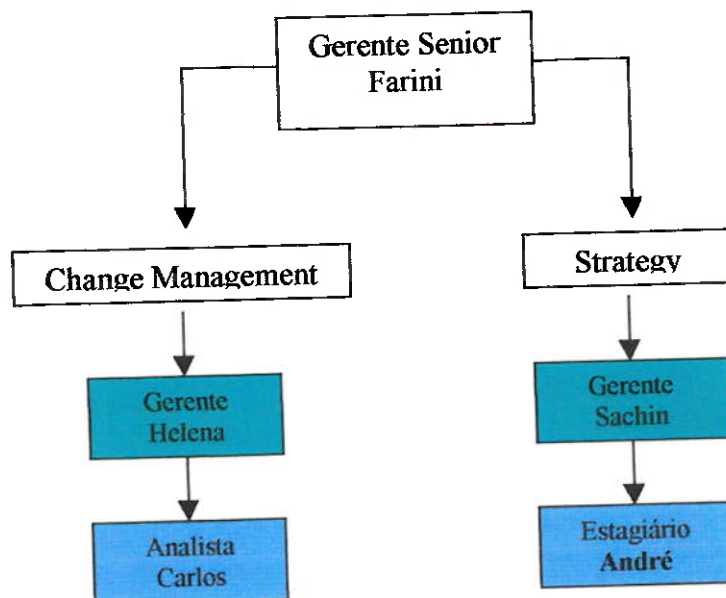 Gerente Senior
Farini
Change Management
Strategy
Gerente
Helena
Gerente
Sachin
Analista
Carlos
Estagiário
André